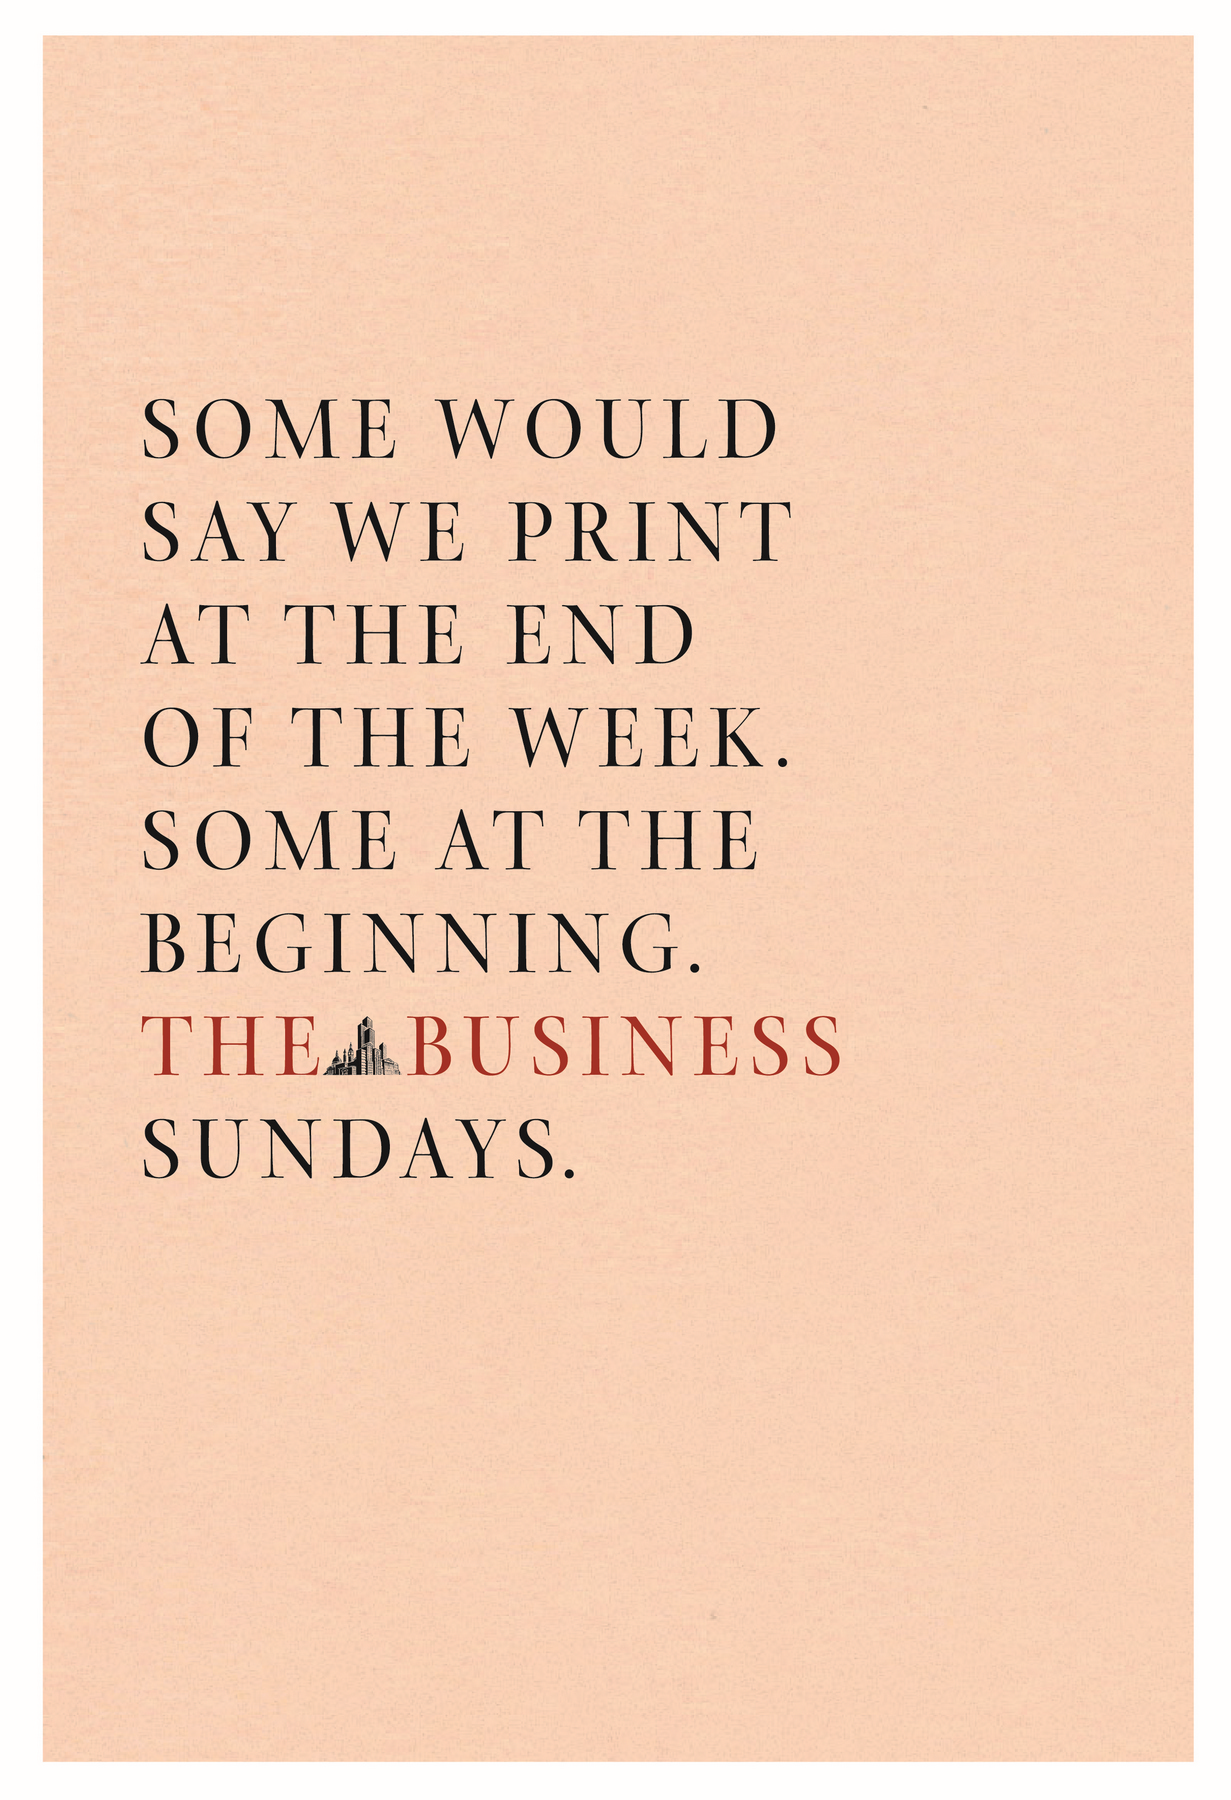 SOME WOULD
SAY WE PRINT
AT THE END
OF THE WEEK.
SOME AT THE
BEGINNING.
THE BUSINESS
SUNDAYS.